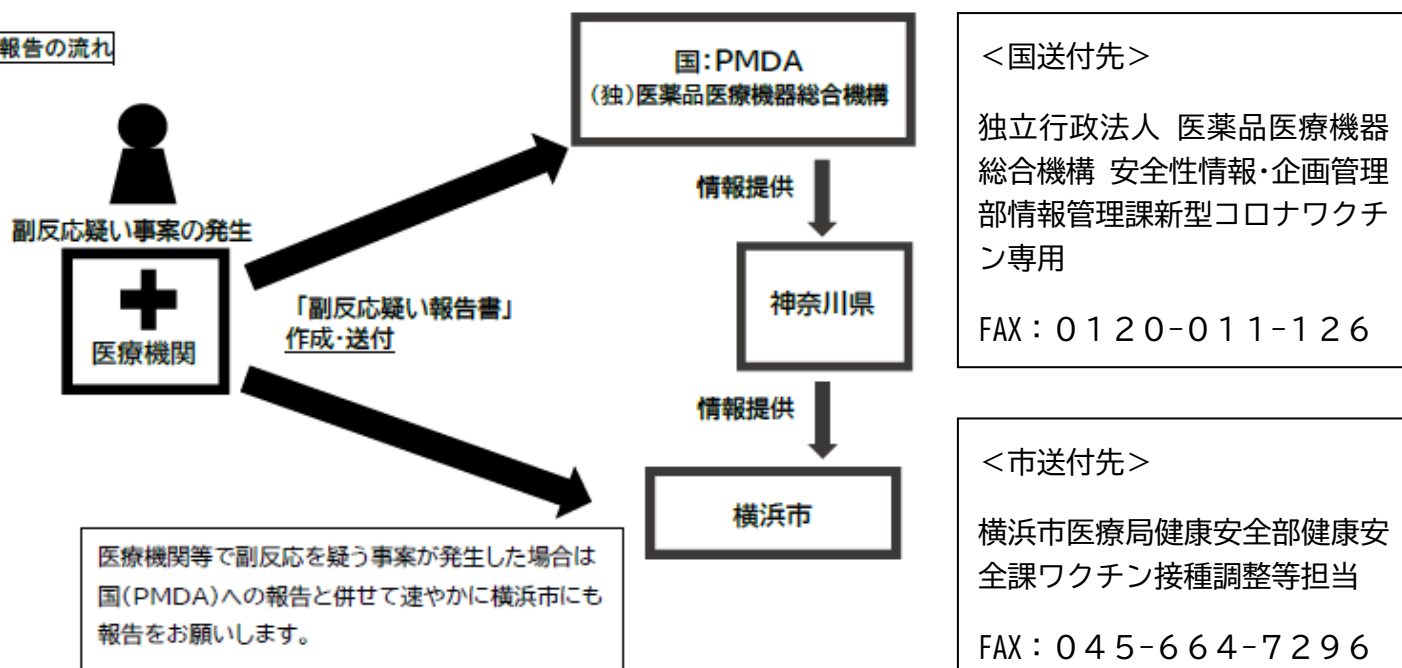 報告の流れ
国:PMDA
(独)医薬品医療機器総合機構
情報提供
副反応疑い事案の発生
医療機関
「副反応疑い報告書」
作成・送付
神奈川県
情報提供
横浜市
医療機関等で副反応を疑う事案が発生した場合は
国(PMDA)への報告と併せて速やかに横浜市にも
報告をお願いします。
<国送付先>
独立行政法人 医薬品医療機器
総合機構 安全性情報・企画管理
部情報管理課新型コロナワクチ
ン専用
FAX:0120-011-126
<市送付先>
横浜市医療局健康安全部健康安
全課ワクチン接種調整等担当
FAX:045-664-7296